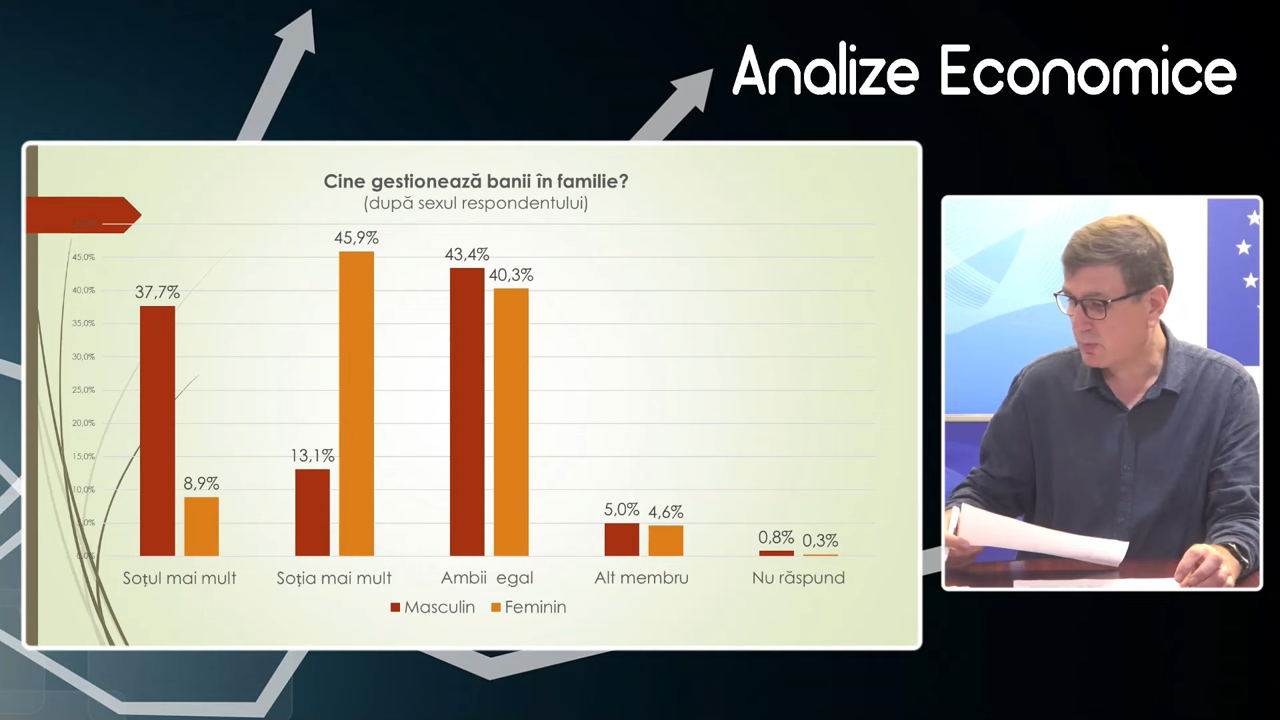 Analize Economice
Cine gestionează banii în familie?
(după sexul respondentului)
45,0%
40,0%
35,0%
30,0%
25,0%
20,0%
15,0%
10,0%
37,7%
8,9%
13,1%
45,9%
43,4%
40,3%
5,0%
4,6%
0,8%
0,3%
Soțul mai mult
Soția mai mult
Ambii egal
Alt membru
Nu răspund
Masculin
Feminin